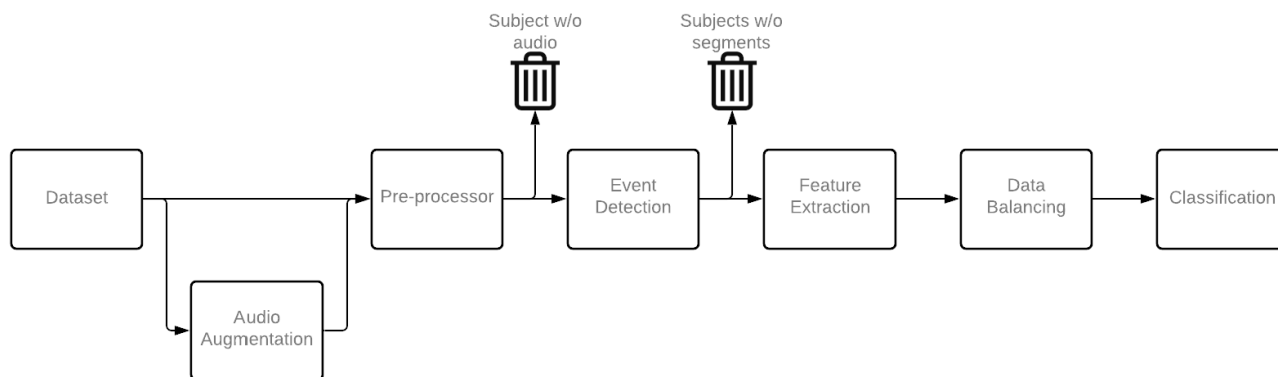 Subject w/o
audio
Subjects w/o
segments
Dataset
Pre-processor
Event
Detection
Feature
Extraction
Data
Balancing
Classification
Audio
Augmentation